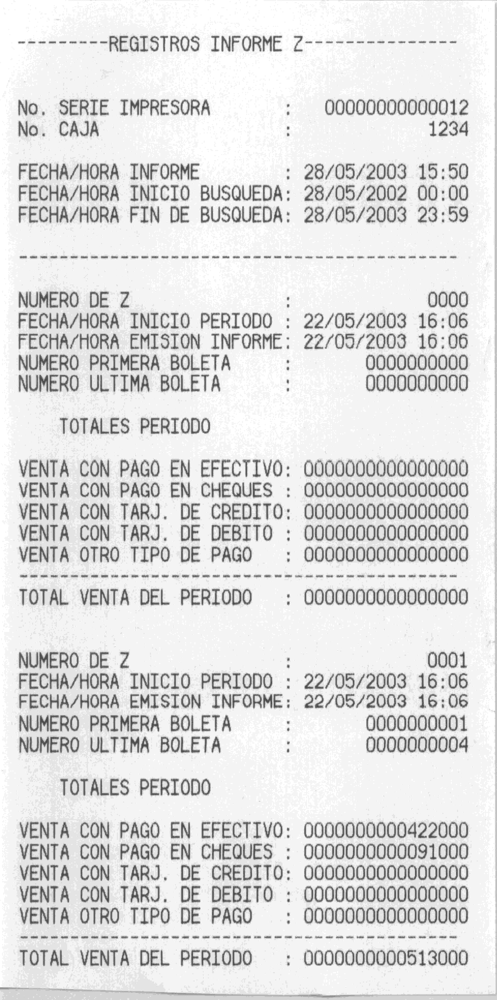 ---------REGISTROS INFORME Z---------------
No. SERIE IMPRESORA : 00000000000012
No. CAJA : 1234
FECHA/HORA INFORME : 28/05/2003 15:50
FECHA/HORA INICIO BUSQUEDA: 28/05/2002 00:00
FECHA/HORA FIN DE BUSQUEDA: 28/05/2003 23:59
-------------------------------------------
NUMERO DE Z : 0000
FECHA/HORA INICIO PERIODO : 22/05/2003 16:06
FECHA/HORA EMISION INFORME: 22/05/2003 16:06
NUMERO PRIMERA BOLETA : 0000000000
NUMERO ULTIMA BOLETA : 0000000000
TOTALES PERIODO
VENTA CON PAGO EN EFECTIVO: 0000000000000000
VENTA CON PAGO EN CHEQUES : 0000000000000000
VENTA CON TARJ. DE CREDITO: 0000000000000000
VENTA CON TARJ. DE DEBITO : 0000000000000000
VENTA OTRO TIPO DE PAGO : 0000000000000000
-------------------------------------------
TOTAL VENTA DEL PERIODO : 0000000000000000
NUMERO DE Z : 0001
FECHA/HORA INICIO PERIODO : 22/05/2003 16:06
FECHA/HORA EMISION INFORME: 22/05/2003 16:06
NUMERO PRIMERA BOLETA : 0000000001
NUMERO ULTIMA BOLETA : 0000000004
TOTALES PERIODO
VENTA CON PAGO EN EFECTIVO: 0000000000422000
VENTA CON PAGO EN CHEQUES : 0000000000091000
VENTA CON TARJ. DE CREDITO: 0000000000000000
VENTA CON TARJ. DE DEBITO : 0000000000000000
VENTA OTRO TIPO DE PAGO : 0000000000000000
-------------------------------------------
TOTAL VENTA DEL PERIODO : 0000000000513000